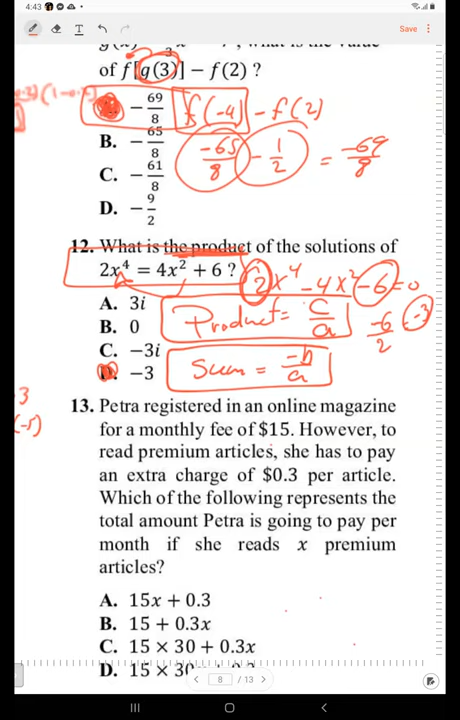 4:43
Save
of f[g(3)] − f(2) ?
− 69/8
f(-4) - f(2)
B. − 65/8
-65/8 - 1/2 = -69/8
C. − 61/8
D. − 9/2
12. What is the product of the solutions of
2x⁴ = 4x² + 6 ?
2x⁴ - 4x² - 6 = 0
A. 3i
B. 0
Product = c/a
-6/2
-3
C. −3i
D. −3
Sum = -b/a
3
(-5)
13. Petra registered in an online magazine
for a monthly fee of $15. However, to
read premium articles, she has to pay
an extra charge of $0.3 per article.
Which of the following represents the
total amount Petra is going to pay per
month if she reads x premium
articles?
A. 15x + 0.3
B. 15 + 0.3x
C. 15 × 30 + 0.3x
D. 15 × 30
8 / 13